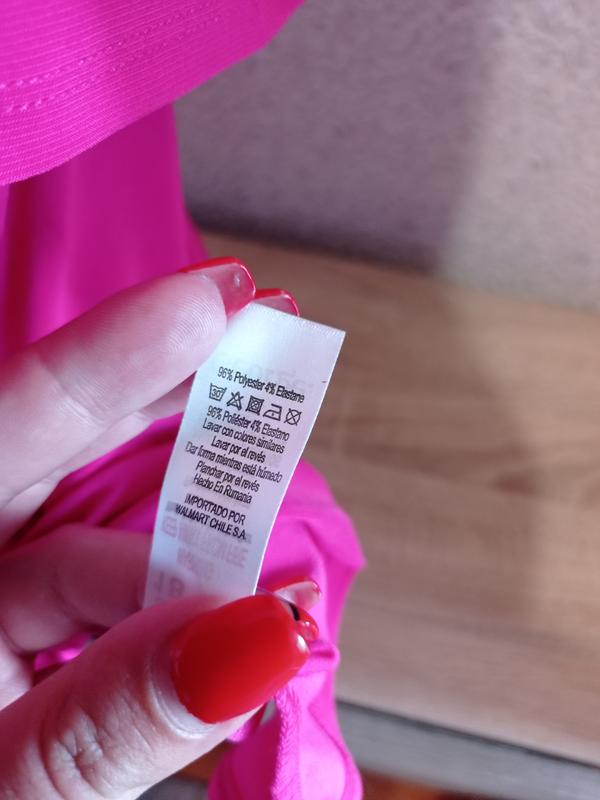 96% Polyester 4% Elastane
30
96% Poliéster 4% Elastano
Lavar con colores similares
Lavar por el revés
Dar forma mientras está húmedo
Planchar por el revés
Hecho En Rumania
IMPORTADO POR
WALMART CHILE S.A.